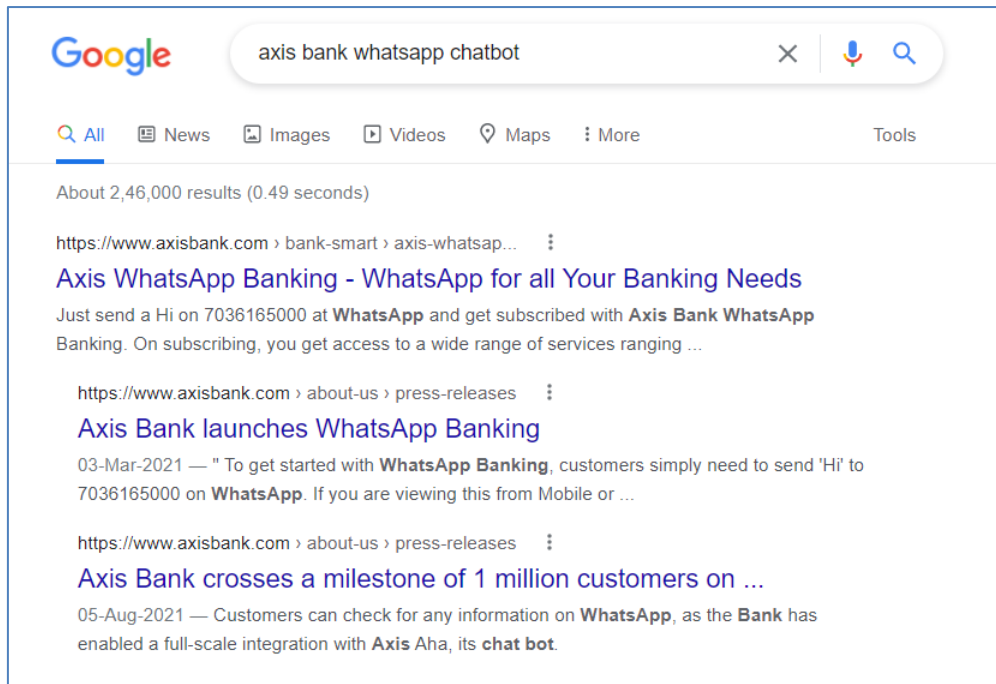 Google
axis bank whatsapp chatbot
All News Images Videos Maps More Tools
About 2,46,000 results (0.49 seconds)
https://www.axisbank.com › bank-smart › axis-whatsap...
Axis WhatsApp Banking - WhatsApp for all Your Banking Needs
Just send a Hi on 7036165000 at WhatsApp and get subscribed with Axis Bank WhatsApp
Banking. On subscribing, you get access to a wide range of services ranging ...
https://www.axisbank.com › about-us › press-releases
Axis Bank launches WhatsApp Banking
03-Mar-2021 — " To get started with WhatsApp Banking, customers simply need to send 'Hi' to
7036165000 on WhatsApp. If you are viewing this from Mobile or ...
https://www.axisbank.com › about-us › press-releases
Axis Bank crosses a milestone of 1 million customers on ...
05-Aug-2021 — Customers can check for any information on WhatsApp, as the Bank has
enabled a full-scale integration with Axis Aha, its chat bot.